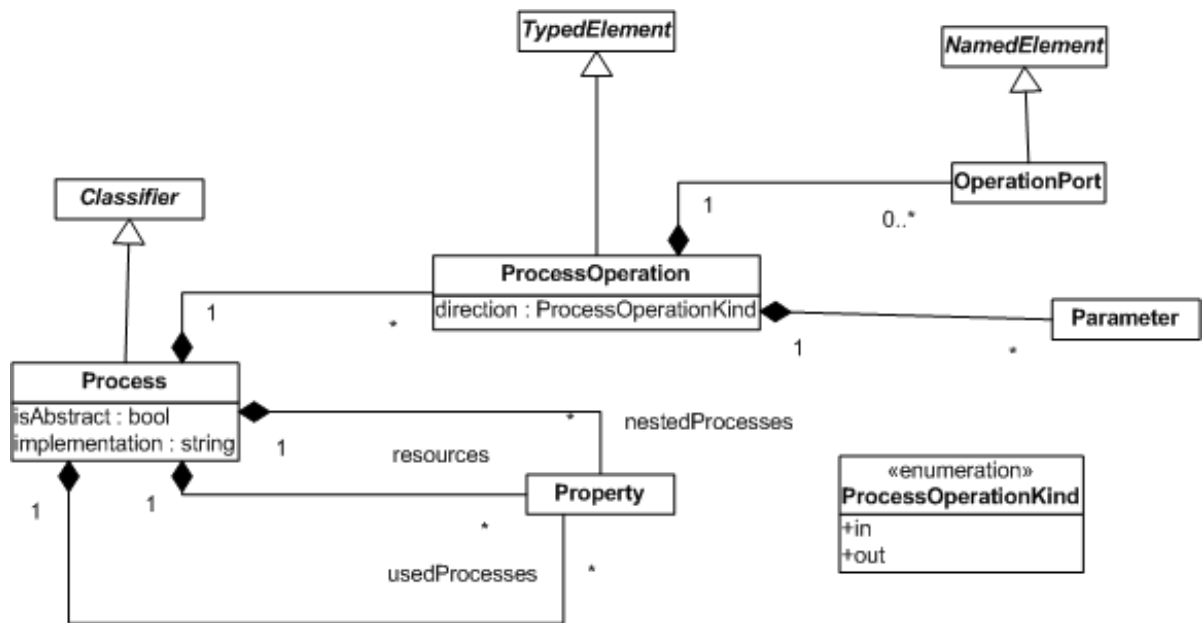 TypedElement
NamedElement
OperationPort
1
0..*
Classifier
ProcessOperation
direction : ProcessOperationKind
1
*
Parameter
1
*
Process
isAbstract : bool
implementation : string
*
nestedProcesses
1
resources
Property
1
1
*
usedProcesses
*
«enumeration»
ProcessOperationKind
+in
+out